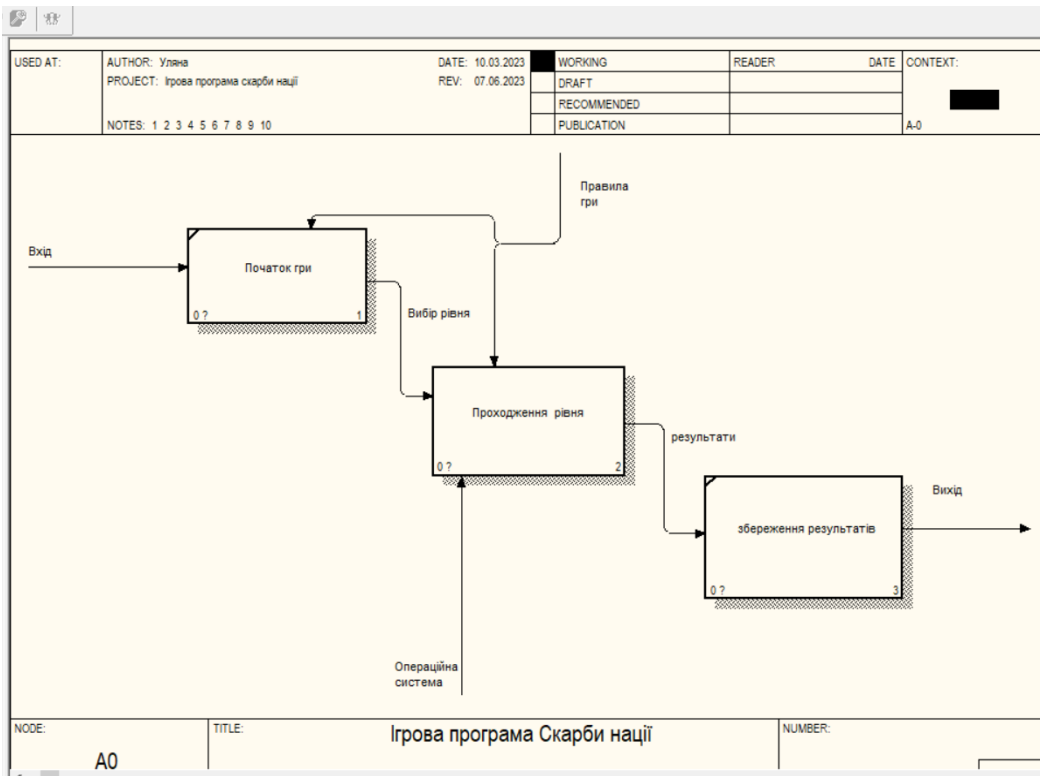 USED AT:
AUTHOR: Уляна
DATE: 10.03.2023
WORKING
READER
DATE
CONTEXT:
PROJECT: Ігрова програма скарби нації
REV: 07.06.2023
DRAFT
RECOMMENDED
NOTES: 1 2 3 4 5 6 7 8 9 10
PUBLICATION
A-0
Правила
гри
Вхід
Початок гри
0 ?
1
Вибір рівня
Проходження рівня
0 ?
2
результати
Вихід
збереження результатів
0 ?
3
Операційна
система
NODE:
TITLE:
Ігрова програма Скарби нації
NUMBER:
A0